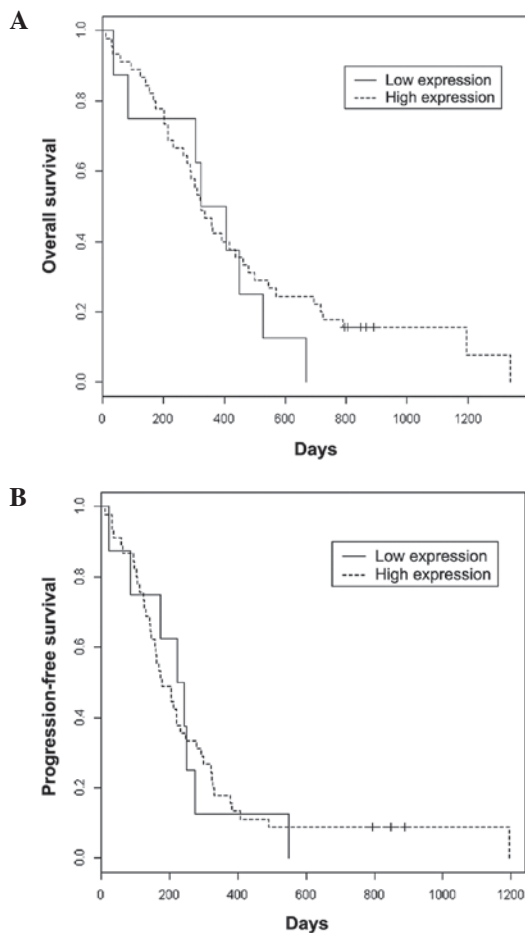 A
Overall survival
1.0
0.8
0.6
0.4
0.2
0.0
Low expression
High expression
0 200 400 600 800 1000 1200
Days
B
Progression-free survival
1.0
0.8
0.6
0.4
0.2
0.0
Low expression
High expression
0 200 400 600 800 1000 1200
Days